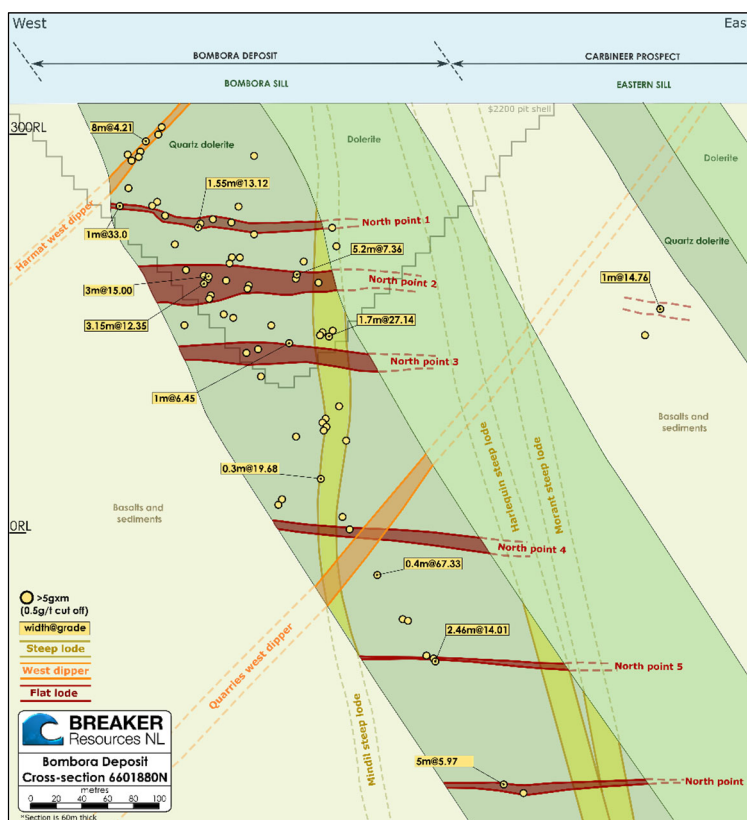 West
Eas
BOMBORA DEPOSIT
CARBINEER PROSPECT
BOMBORA SILL
EASTERN SILL
$2200 pit shell
300RL
8m@4.21
Quartz dolerite
Dolerite
Dolerite
1.55m@13.12
Harmat west dipper
North point 1
1m@33.0
5.2m@7.36
Quartz dolerite
1m@14.76
3m@15.00
North point 2
3.15m@12.35
1.7m@27.14
North point 3
1m@6.45
Basalts and
sediments
Harlequin steep lode
Morant steep lode
0.3m@19.68
Basalts and
sediments
0RL
North point 4
0.4m@67.33
>5gxm
(0.5g/t cut off)
width@grade
Steep lode
West dipper
Flat lode
Quarries west dipper
2.46m@14.01
North point 5
Mindil steep lode
BREAKER
Resources NL
Bombora Deposit
Cross-section 6601880N
metres
0 20 40 60 80 100
*Section is 60m thick
5m@5.97
North point